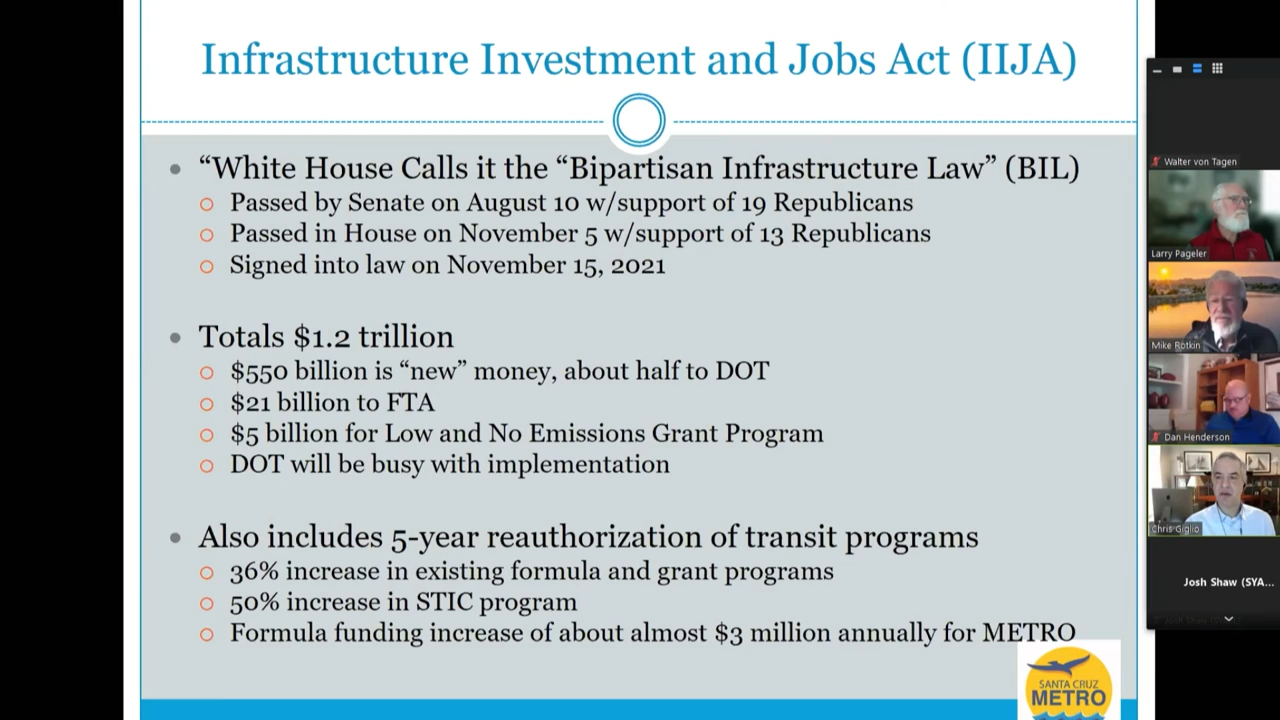 Infrastructure Investment and Jobs Act (IIJA)
“White House Calls it the “Bipartisan Infrastructure Law” (BIL)
Passed by Senate on August 10 w/support of 19 Republicans
Passed in House on November 5 w/support of 13 Republicans
Signed into law on November 15, 2021
Totals $1.2 trillion
$550 billion is “new” money, about half to DOT
$21 billion to FTA
$5 billion for Low and No Emissions Grant Program
DOT will be busy with implementation
Also includes 5-year reauthorization of transit programs
36% increase in existing formula and grant programs
50% increase in STIC program
Formula funding increase of about almost $3 million annually for METRO
SANTA CRUZ
METRO
Walter von Tagen
Larry Pageler
Mike Rotkin
Dan Henderson
Chris Giglio
Josh Shaw (SYA...